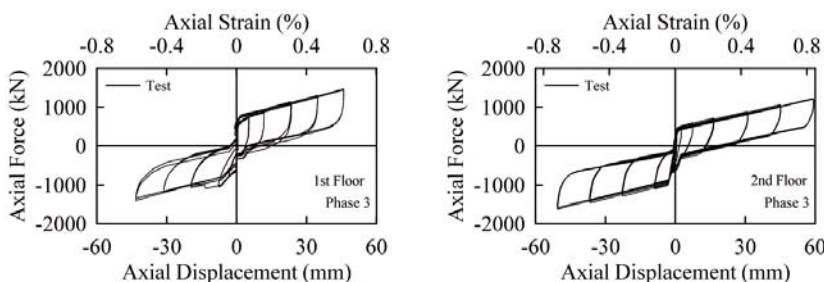 Axial Strain (%)
-0.8 -0.4 0 0.4 0.8
2000
1000
0
-1000
-2000
Axial Force (kN)
Test
1st Floor
Phase 3
-60 -30 0 30 60
Axial Displacement (mm)
Axial Strain (%)
-0.8 -0.4 0 0.4 0.8
2000
1000
0
-1000
-2000
Axial Force (kN)
Test
2nd Floor
Phase 3
-60 -30 0 30 60
Axial Displacement (mm)